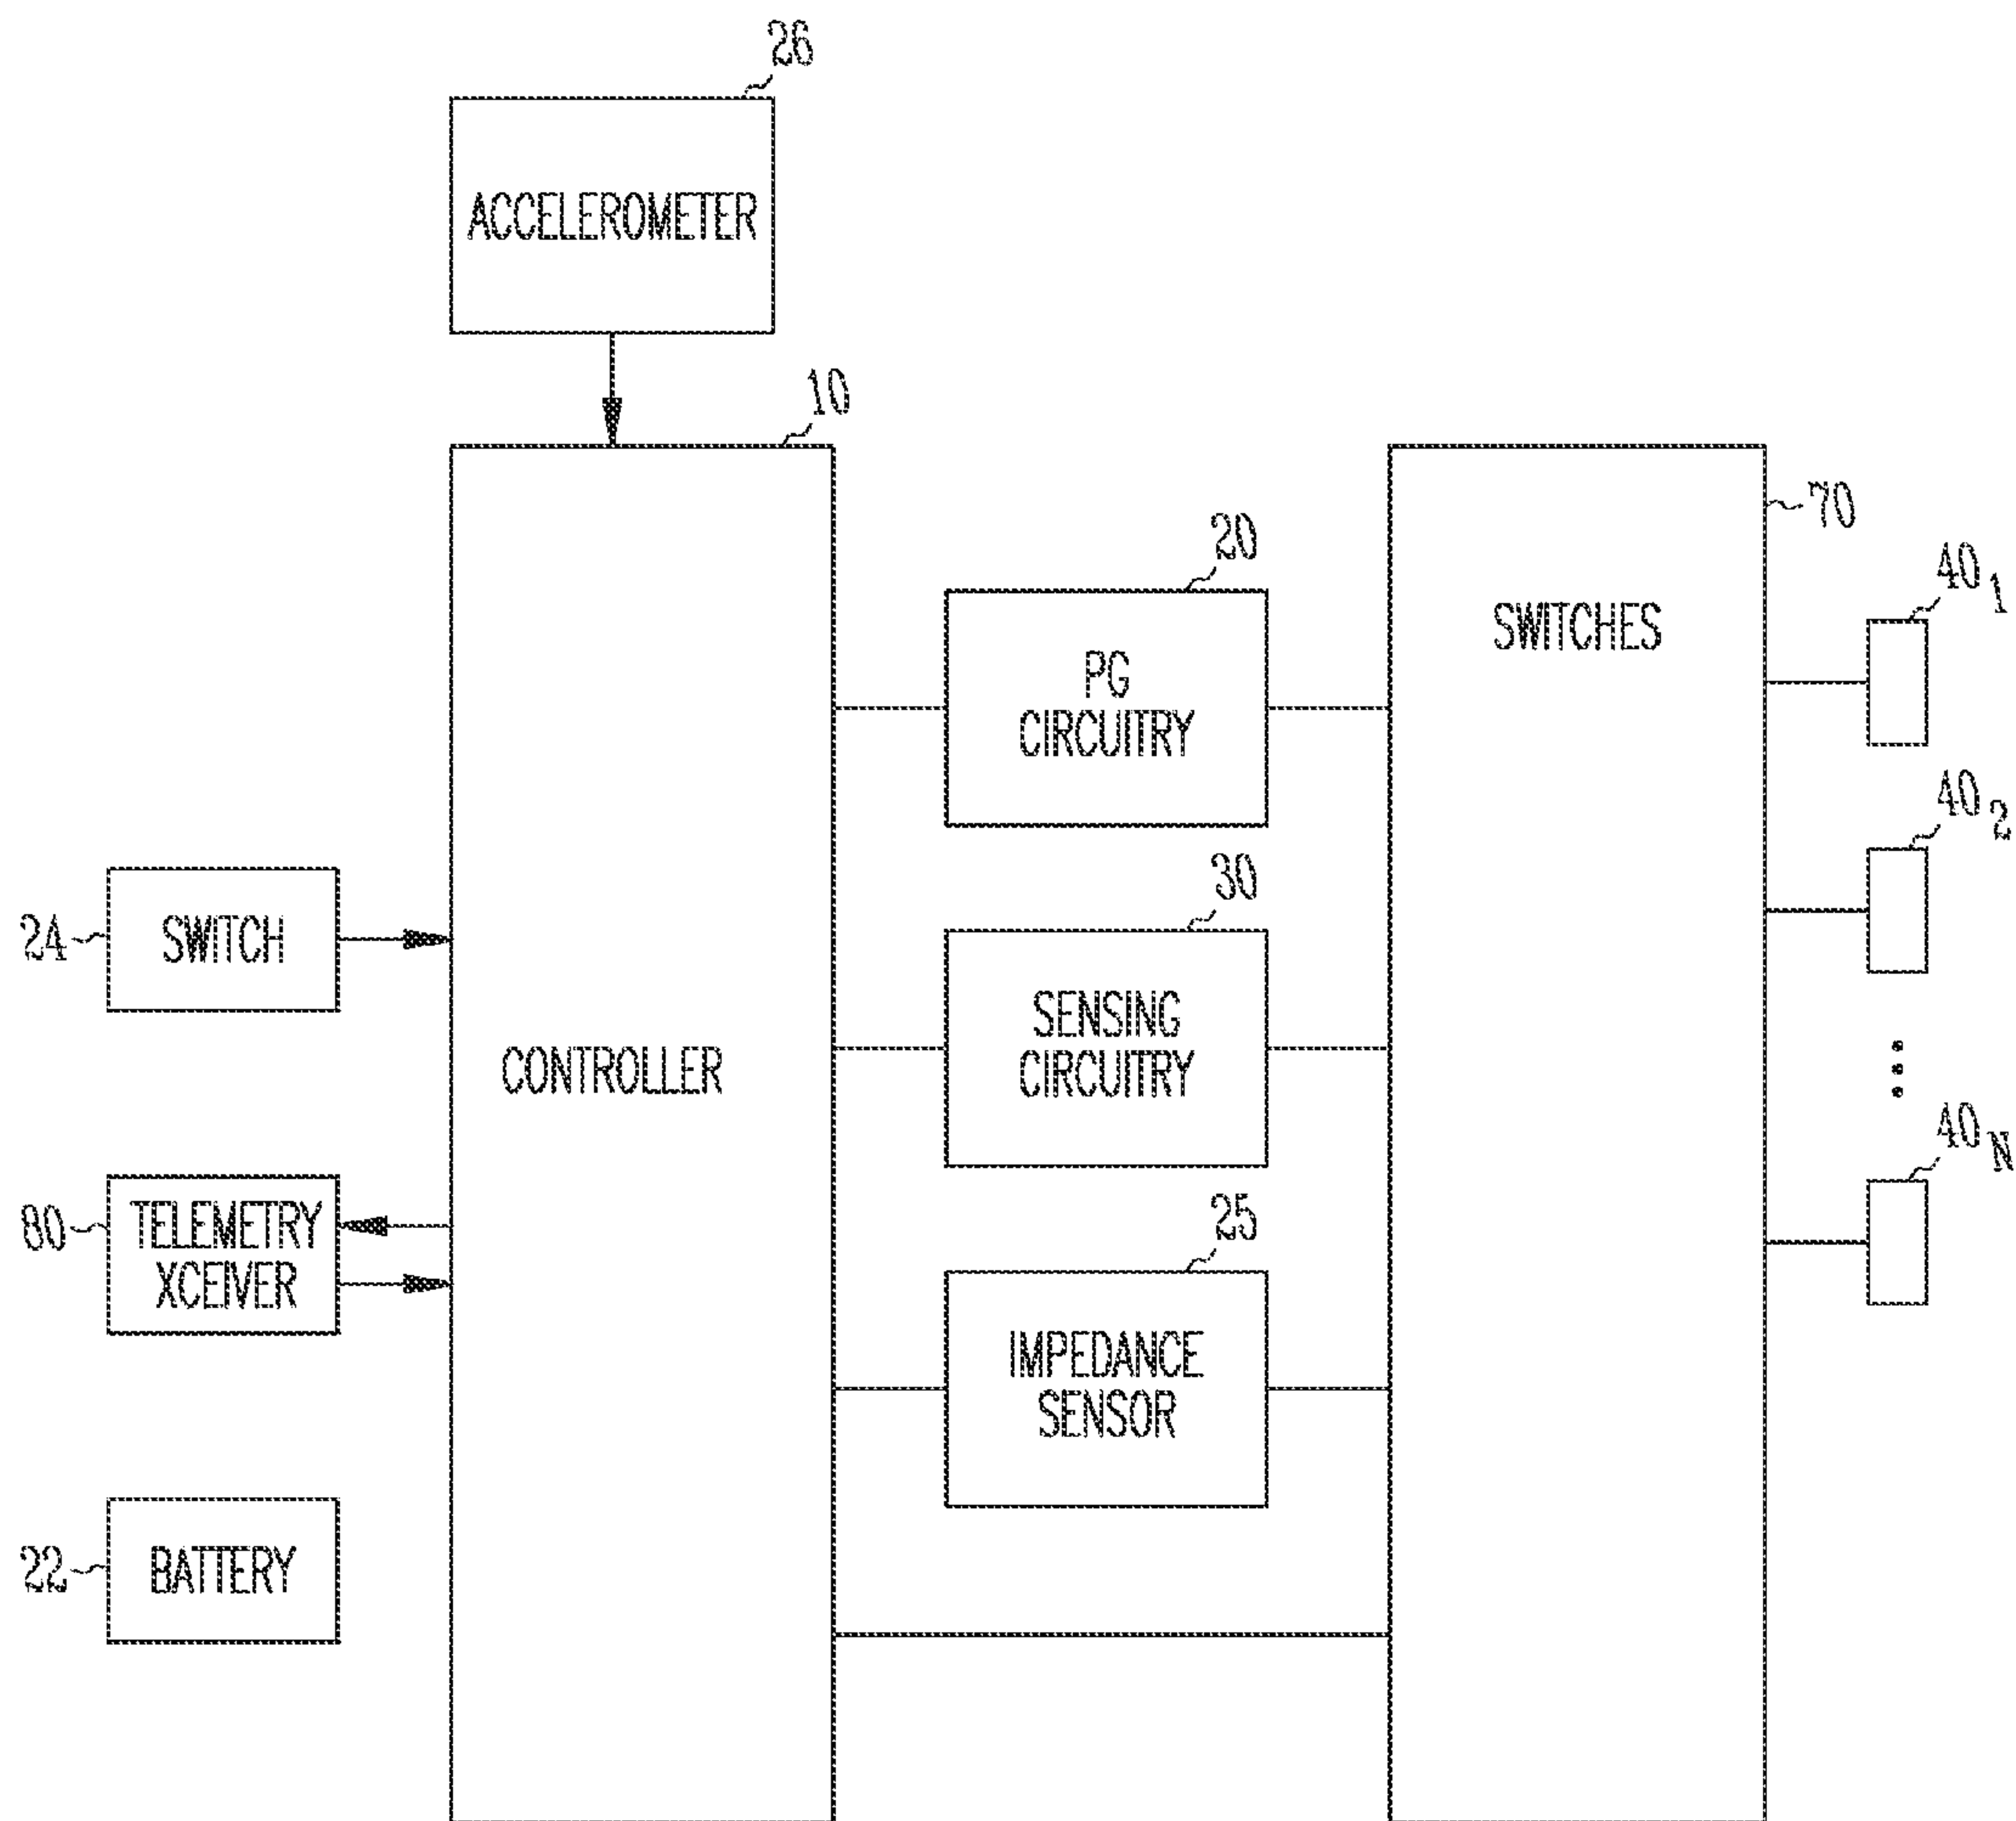 26
ACCELEROMETER
10
CONTROLLER
20
PG
CIRCUITRY
30
SENSING
CIRCUITRY
25
IMPEDANCE
SENSOR
70
SWITCHES
40 1
40 2
40 N
24
SWITCH
80
TELEMETRY
XCEIVER
22
BATTERY